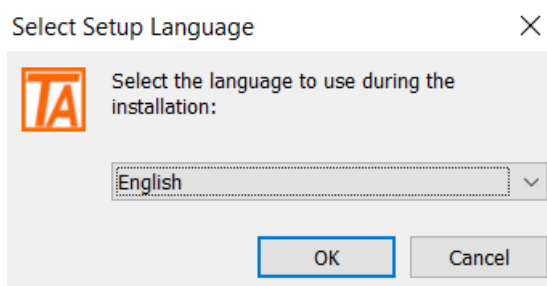 Select Setup Language
TA
Select the language to use during the
installation:
English
OK Cancel